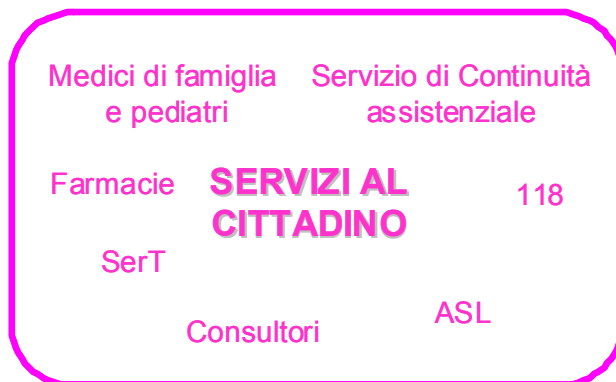 Medici di famiglia
e pediatri
Servizio di Continuità
assistenziale
Farmacie
SERVIZI AL
CITTADINO
118
SerT
Consultori
ASL